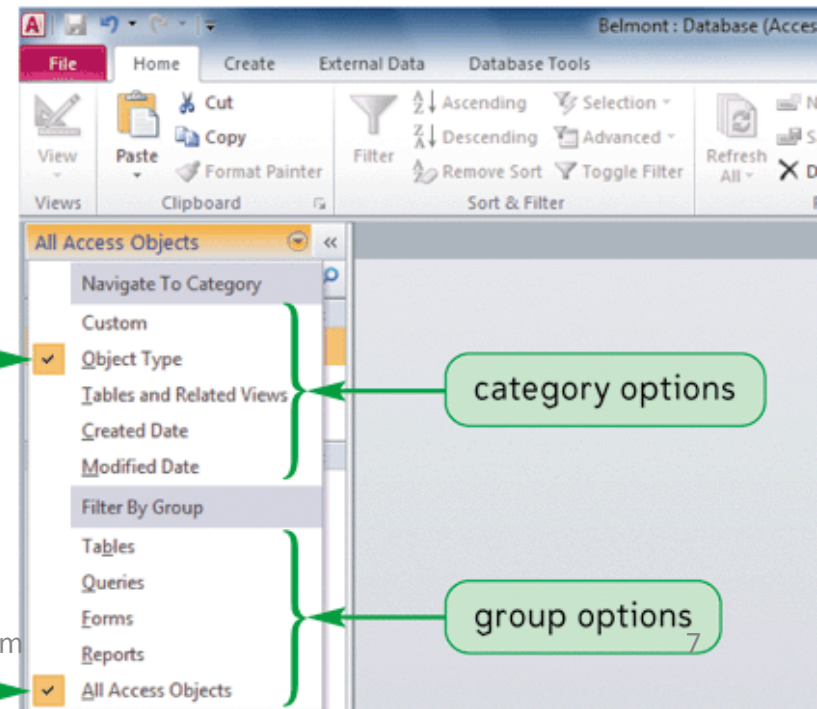 A
Belmont : Database (Acces
File Home Create External Data Database Tools
View
Views
Paste
Cut
Copy
Format Painter
Clipboard
Filter
Ascending
Descending
Remove Sort
Selection
Advanced
Toggle Filter
Sort & Filter
Refresh
All
N
S
D
All Access Objects
Navigate To Category
Custom
Object Type
Tables and Related Views
Created Date
Modified Date
category options
Filter By Group
Tables
Queries
Forms
Reports
All Access Objects
group options
7
m